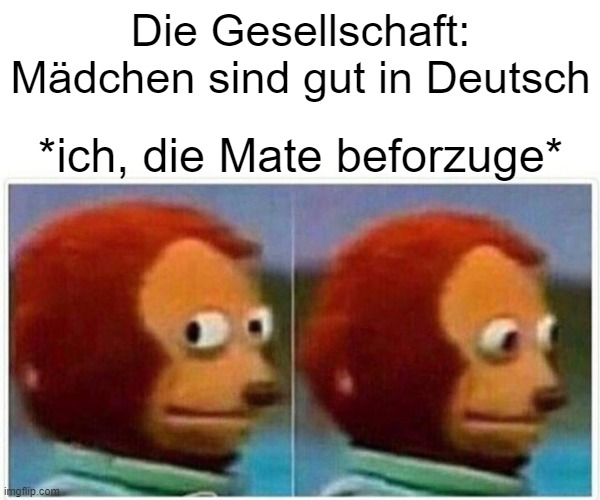 Die Gesellschaft:
Mädchen sind gut in Deutsch
*ich, die Mate beforzuge*
imgflip.com